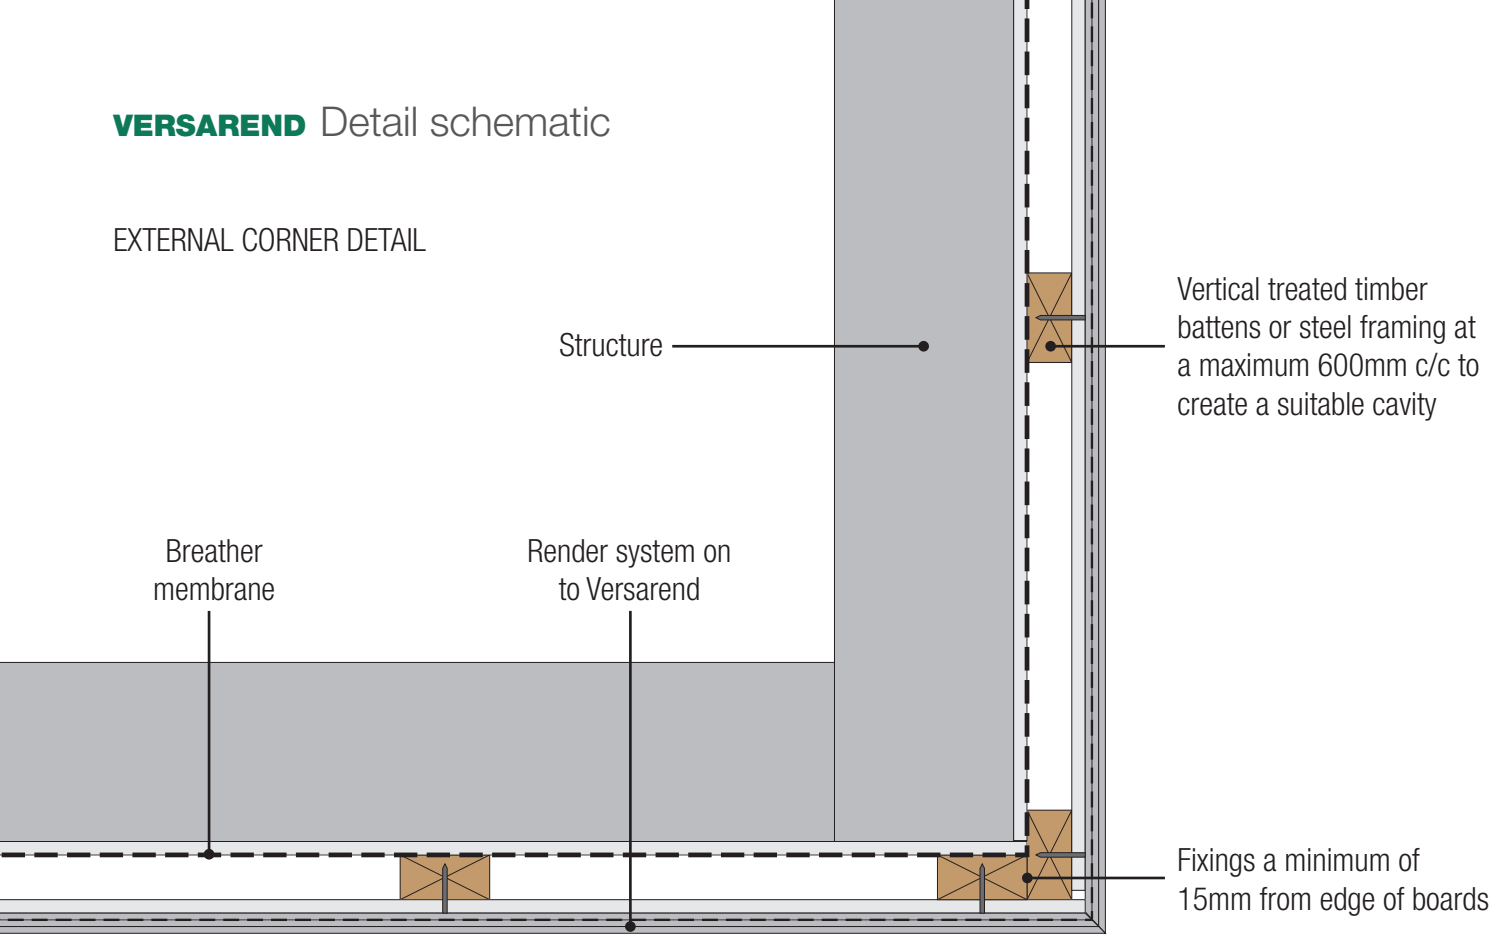 VERSAREND Detail schematic
EXTERNAL CORNER DETAIL
Structure
Vertical treated timber
battens or steel framing at
a maximum 600mm c/c to
create a suitable cavity
Breather
membrane
Render system on
to Versarend
Fixings a minimum of
15mm from edge of boards